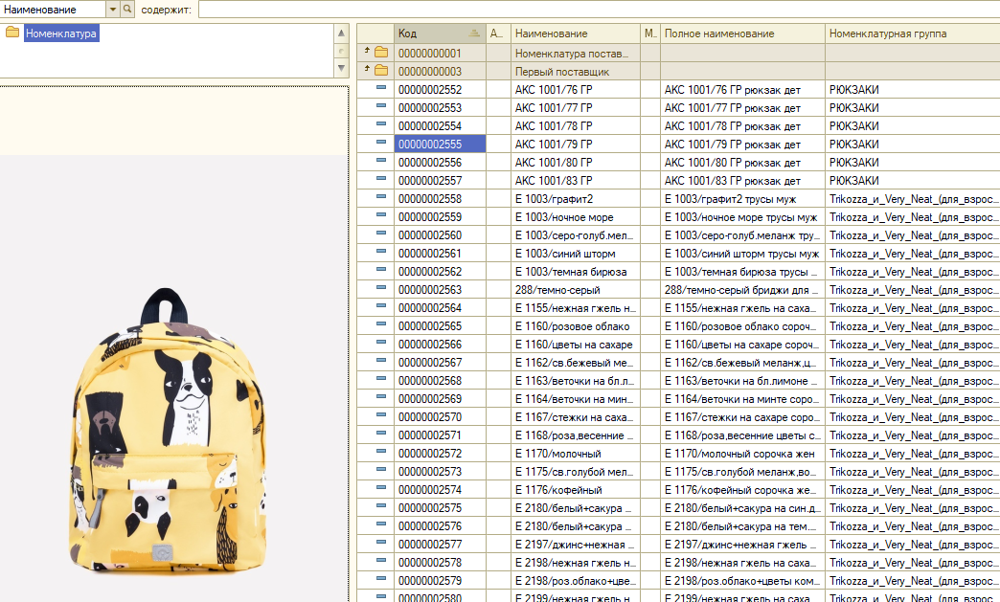 Наименование содержит:
Номенклатура
Код А... Наименование М... Полное наименование Номенклатурная группа
00000000001 Номенклатура постав...
00000000003 Первый поставщик
00000002552 АКС 1001/76 ГР АКС 1001/76 ГР рюкзак дет РЮКЗАКИ
00000002553 АКС 1001/77 ГР АКС 1001/77 ГР рюкзак дет РЮКЗАКИ
00000002554 АКС 1001/78 ГР АКС 1001/78 ГР рюкзак дет РЮКЗАКИ
00000002555 АКС 1001/79 ГР АКС 1001/79 ГР рюкзак дет РЮКЗАКИ
00000002556 АКС 1001/80 ГР АКС 1001/80 ГР рюкзак дет РЮКЗАКИ
00000002557 АКС 1001/83 ГР АКС 1001/83 ГР рюкзак дет РЮКЗАКИ
00000002558 Е 1003/графит2 Е 1003/графит2 трусы муж Trikozza_и_Very_Neat_(для_взрос...
00000002559 Е 1003/ночное море Е 1003/ночное море трусы муж Trikozza_и_Very_Neat_(для_взрос...
00000002560 Е 1003/серо-голуб.мел... Е 1003/серо-голуб.меланж тру... Trikozza_и_Very_Neat_(для_взрос...
00000002561 Е 1003/синий шторм Е 1003/синий шторм трусы муж Trikozza_и_Very_Neat_(для_взрос...
00000002562 Е 1003/темная бирюза Е 1003/темная бирюза трусы ... Trikozza_и_Very_Neat_(для_взрос...
00000002563 288/темно-серый 288/темно-серый бриджи для ... Trikozza_и_Very_Neat_(для_взрос...
00000002564 Е 1155/нежная гжель н... Е 1155/нежная гжель на саха... Trikozza_и_Very_Neat_(для_взрос...
00000002565 Е 1160/розовое облако Е 1160/розовое облако сороч... Trikozza_и_Very_Neat_(для_взрос...
00000002566 Е 1160/цветы на сахаре Е 1160/цветы на сахаре сороч... Trikozza_и_Very_Neat_(для_взрос...
00000002567 Е 1162/св.бежевый ме... Е 1162/св.бежевый меланж,ц... Trikozza_и_Very_Neat_(для_взрос...
00000002568 Е 1163/веточки на бл.л... Е 1163/веточки на бл.лимоне ... Trikozza_и_Very_Neat_(для_взрос...
00000002569 Е 1164/веточки на мин... Е 1164/веточки на минте соро... Trikozza_и_Very_Neat_(для_взрос...
00000002570 Е 1167/стежки на саха... Е 1167/стежки на сахаре сороч... Trikozza_и_Very_Neat_(для_взрос...
00000002571 Е 1168/роза,весенние ... Е 1168/роза,весенние цветы с... Trikozza_и_Very_Neat_(для_взрос...
00000002572 Е 1170/молочный Е 1170/молочный сорочка жен Trikozza_и_Very_Neat_(для_взрос...
00000002573 Е 1175/св.голубой мел... Е 1175/св.голубой меланж,во... Trikozza_и_Very_Neat_(для_взрос...
00000002574 Е 1176/кофейный Е 1176/кофейный сорочка же... Trikozza_и_Very_Neat_(для_взрос...
00000002575 Е 2180/белый+сакура ... Е 2180/белый+сакура на син.д... Trikozza_и_Very_Neat_(для_взрос...
00000002576 Е 2180/белый+сакура ... Е 2180/белый+сакура на тем.... Trikozza_и_Very_Neat_(для_взрос...
00000002577 Е 2197/джинс+нежная ... Е 2197/джинс+нежная гжель ... Trikozza_и_Very_Neat_(для_взрос...
00000002578 Е 2198/нежная гжель н... Е 2198/нежная гжель на саха... Trikozza_и_Very_Neat_(для_взрос...
00000002579 Е 2198/роз.облако+цве... Е 2198/роз.облако+цветы ком... Trikozza_и_Very_Neat_(для_взрос...
00000002580 Е 2199/нежная гжель н... Е 2199/нежная гжель на саха... Trikozza_и_Very_Neat_(для_взрос...